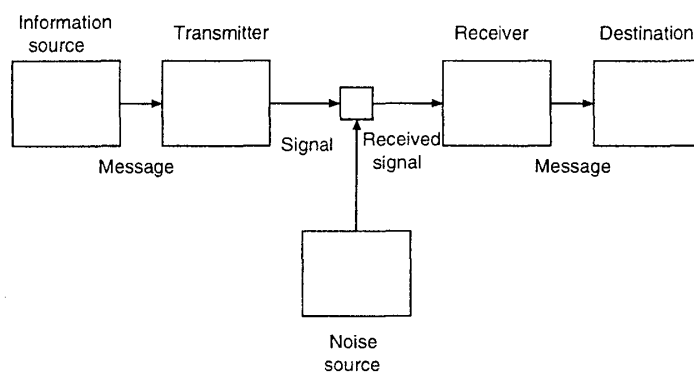 Information
source
Transmitter
Receiver
Destination
Message
Signal
Received
signal
Message
Noise
source